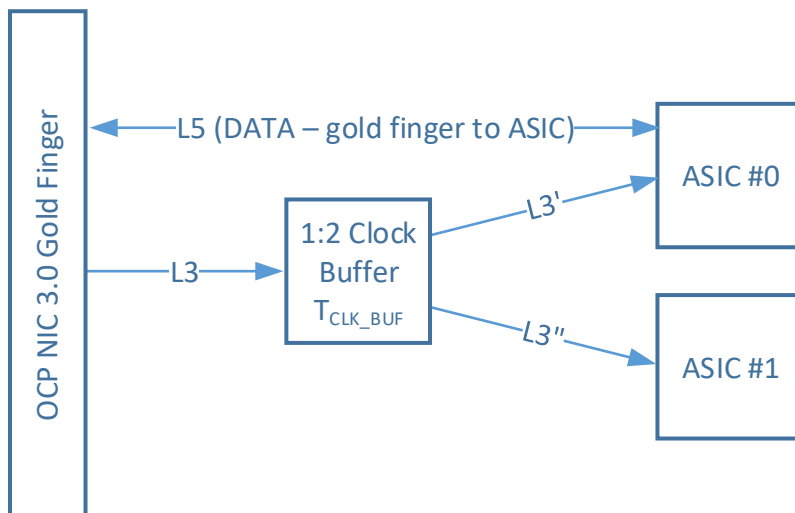 OCP NIC 3.0 Gold Finger
L5 (DATA – gold finger to ASIC)
ASIC #0
L3'
1:2 Clock
Buffer
T_CLK_BUF
L3
L3"
ASIC #1